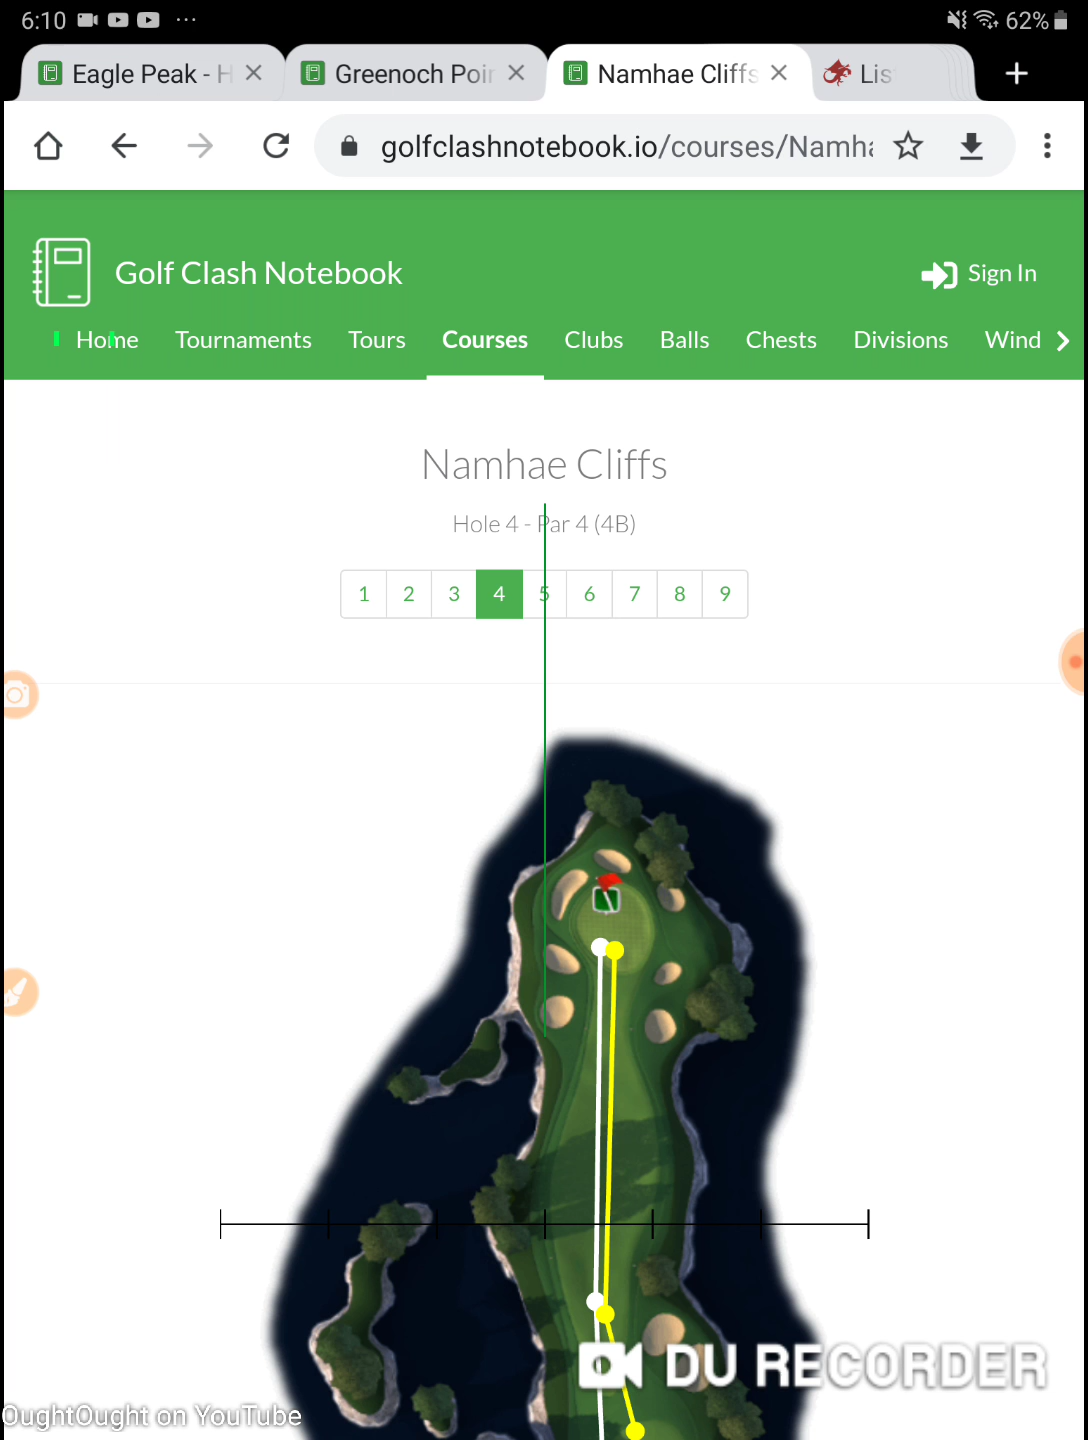 6:10 ... 62%
Eagle Peak - H Greenoch Poin Namhae Cliffs Lis
golfclashnotebook.io/courses/Namha
Golf Clash Notebook Sign In
Home Tournaments Tours Courses Clubs Balls Chests Divisions Wind
Namhae Cliffs
Hole 4 - Par 4 (4B)
1 2 3 4 5 6 7 8 9
DU RECORDER
OughtOught on YouTube